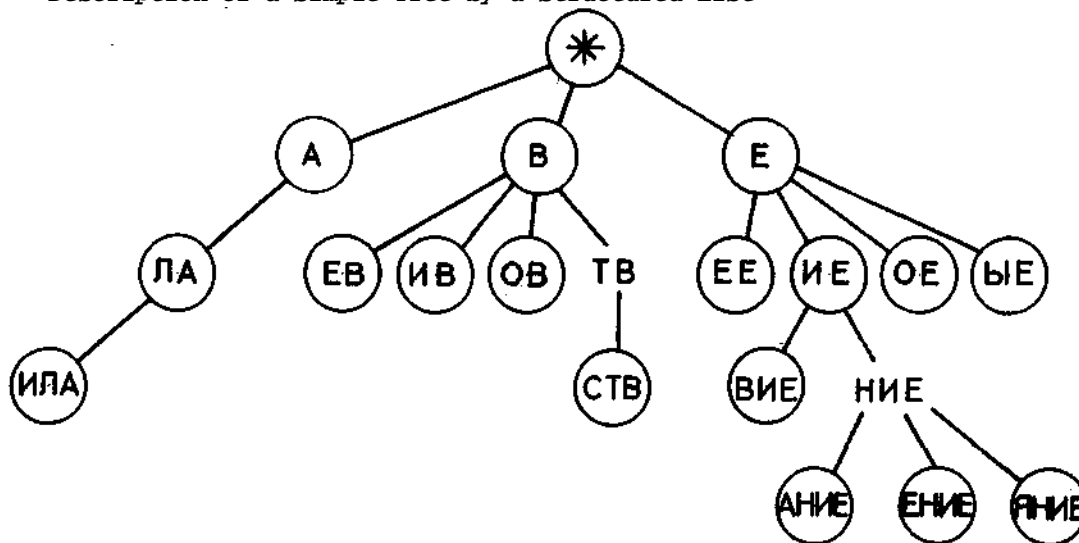 Description of a Simple Tree by a Structured List
*
А В Е
ЛА ЕВ ИВ ОВ ТВ ЕЕ ИЕ ОЕ ЫЕ
ИЛА СТВ ВИЕ НИЕ
АНИЕ ЕНИЕ ЯНИЕ